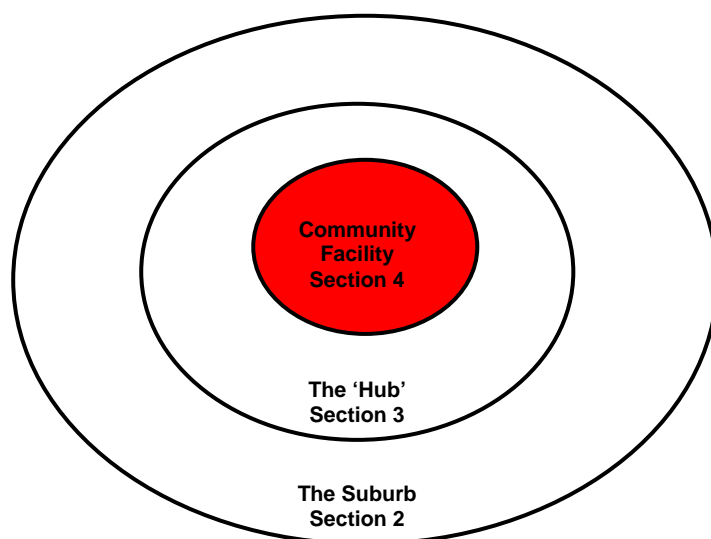 Community
Facility
Section 4
The ‘Hub’
Section 3
The Suburb
Section 2